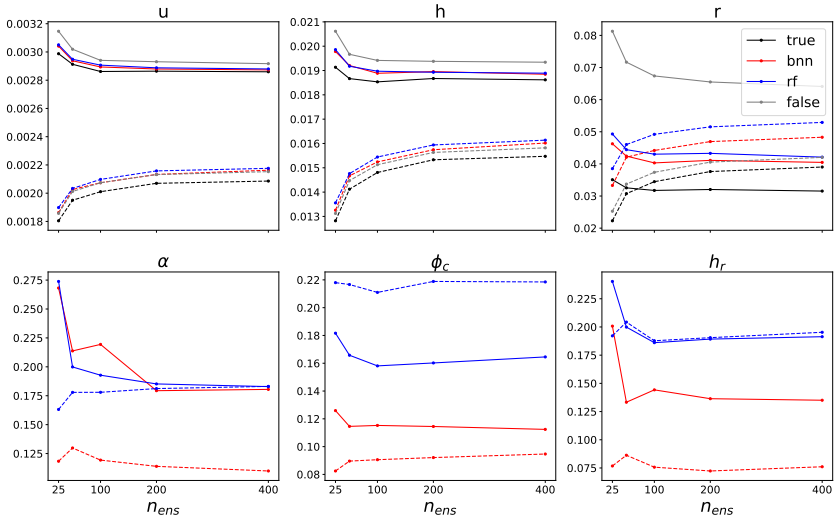 u
h
r
0.0032
0.0030
0.0028
0.0026
0.0024
0.0022
0.0020
0.0018
0.021
0.020
0.019
0.018
0.017
0.016
0.015
0.014
0.013
0.08
0.07
0.06
0.05
0.04
0.03
0.02
true
bnn
rf
false
α
ϕc
hr
0.275
0.250
0.225
0.200
0.175
0.150
0.125
0.22
0.20
0.18
0.16
0.14
0.12
0.10
0.08
0.225
0.200
0.175
0.150
0.125
0.100
0.075
25 100 200 400
25 100 200 400
25 100 200 400
nens
nens
nens